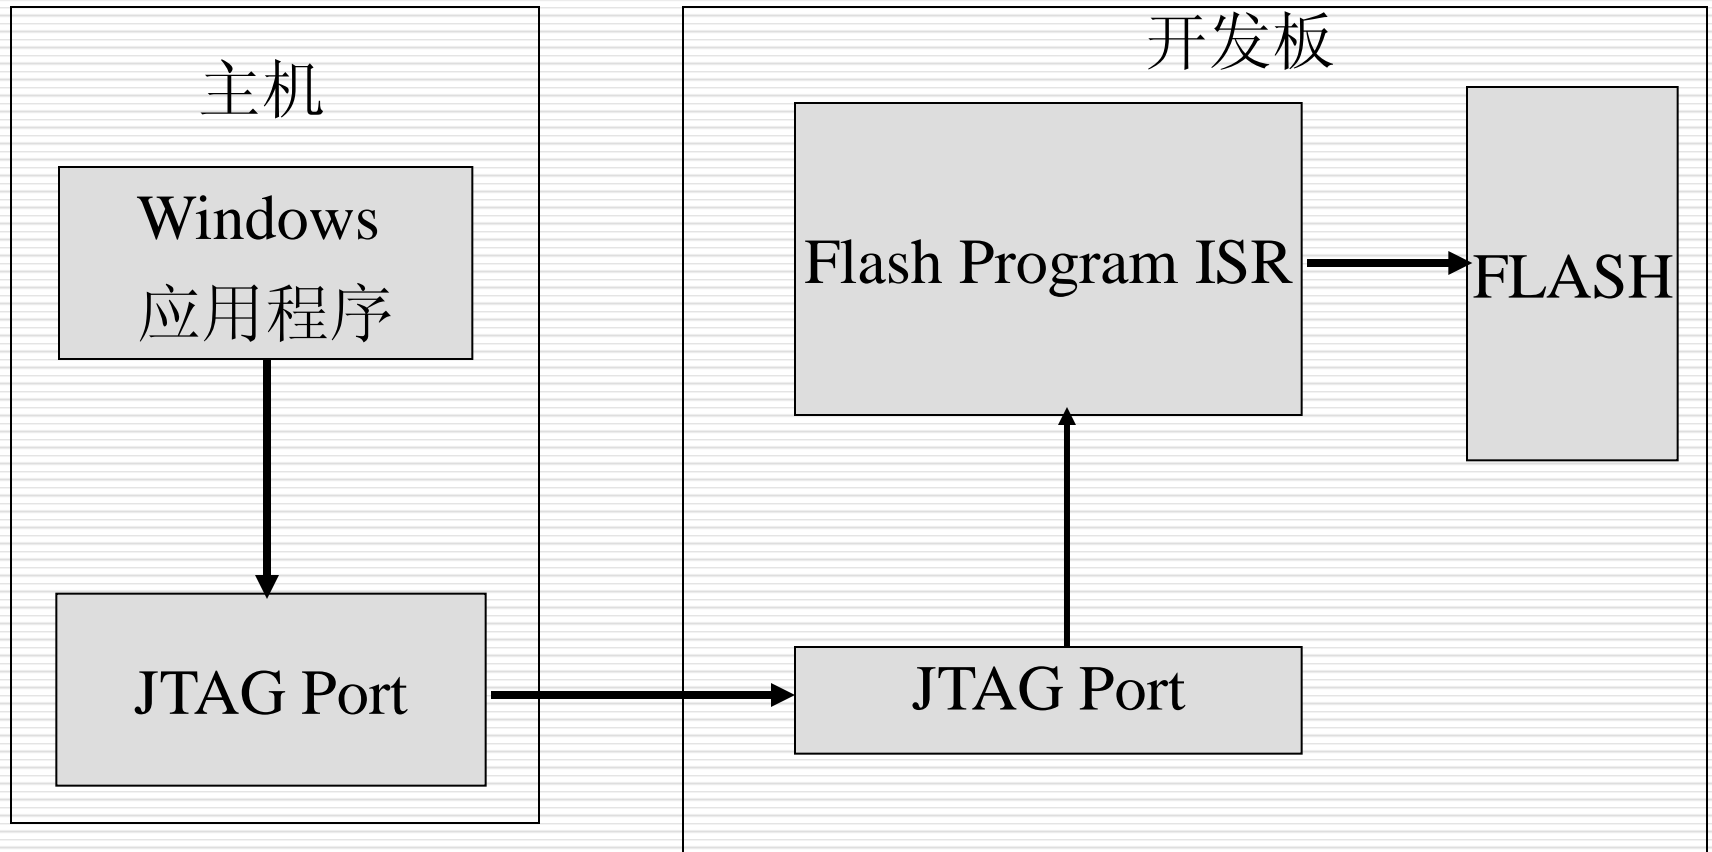 主机
Windows
应用程序
JTAG Port
开发板
Flash Program ISR
FLASH
JTAG Port